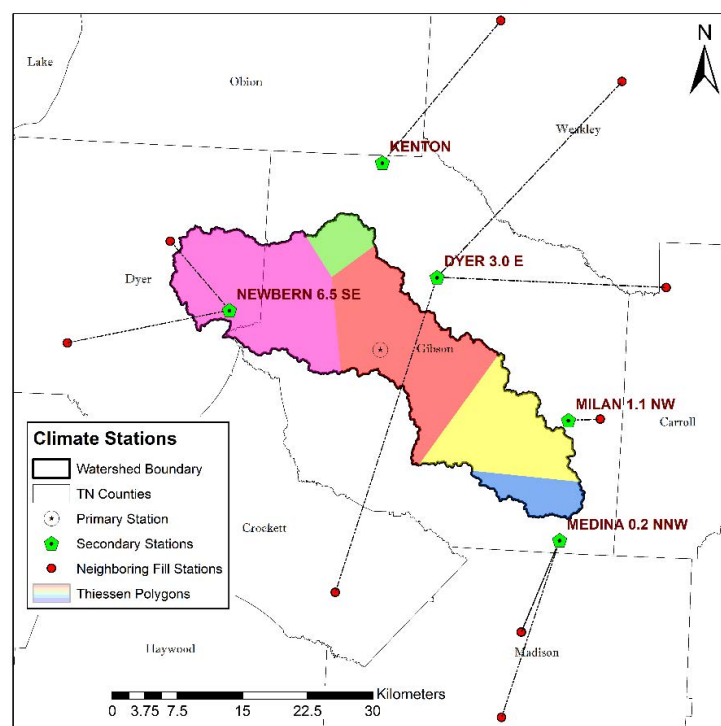 N
Lake
Obion
Weakley
KENTON
DYER 3.0 E
Dyer
NEWBERN 6.5 SE
Gibson
MILAN 1.1 NW
Carroll
Climate Stations
Watershed Boundary
TN Counties
Primary Station
Secondary Stations
Neighboring Fill Stations
Thiessen Polygons
Crockett
MEDINA 0.2 NNW
Haywood
Madison
Kilometers
0 3.75 7.5 15 22.5 30